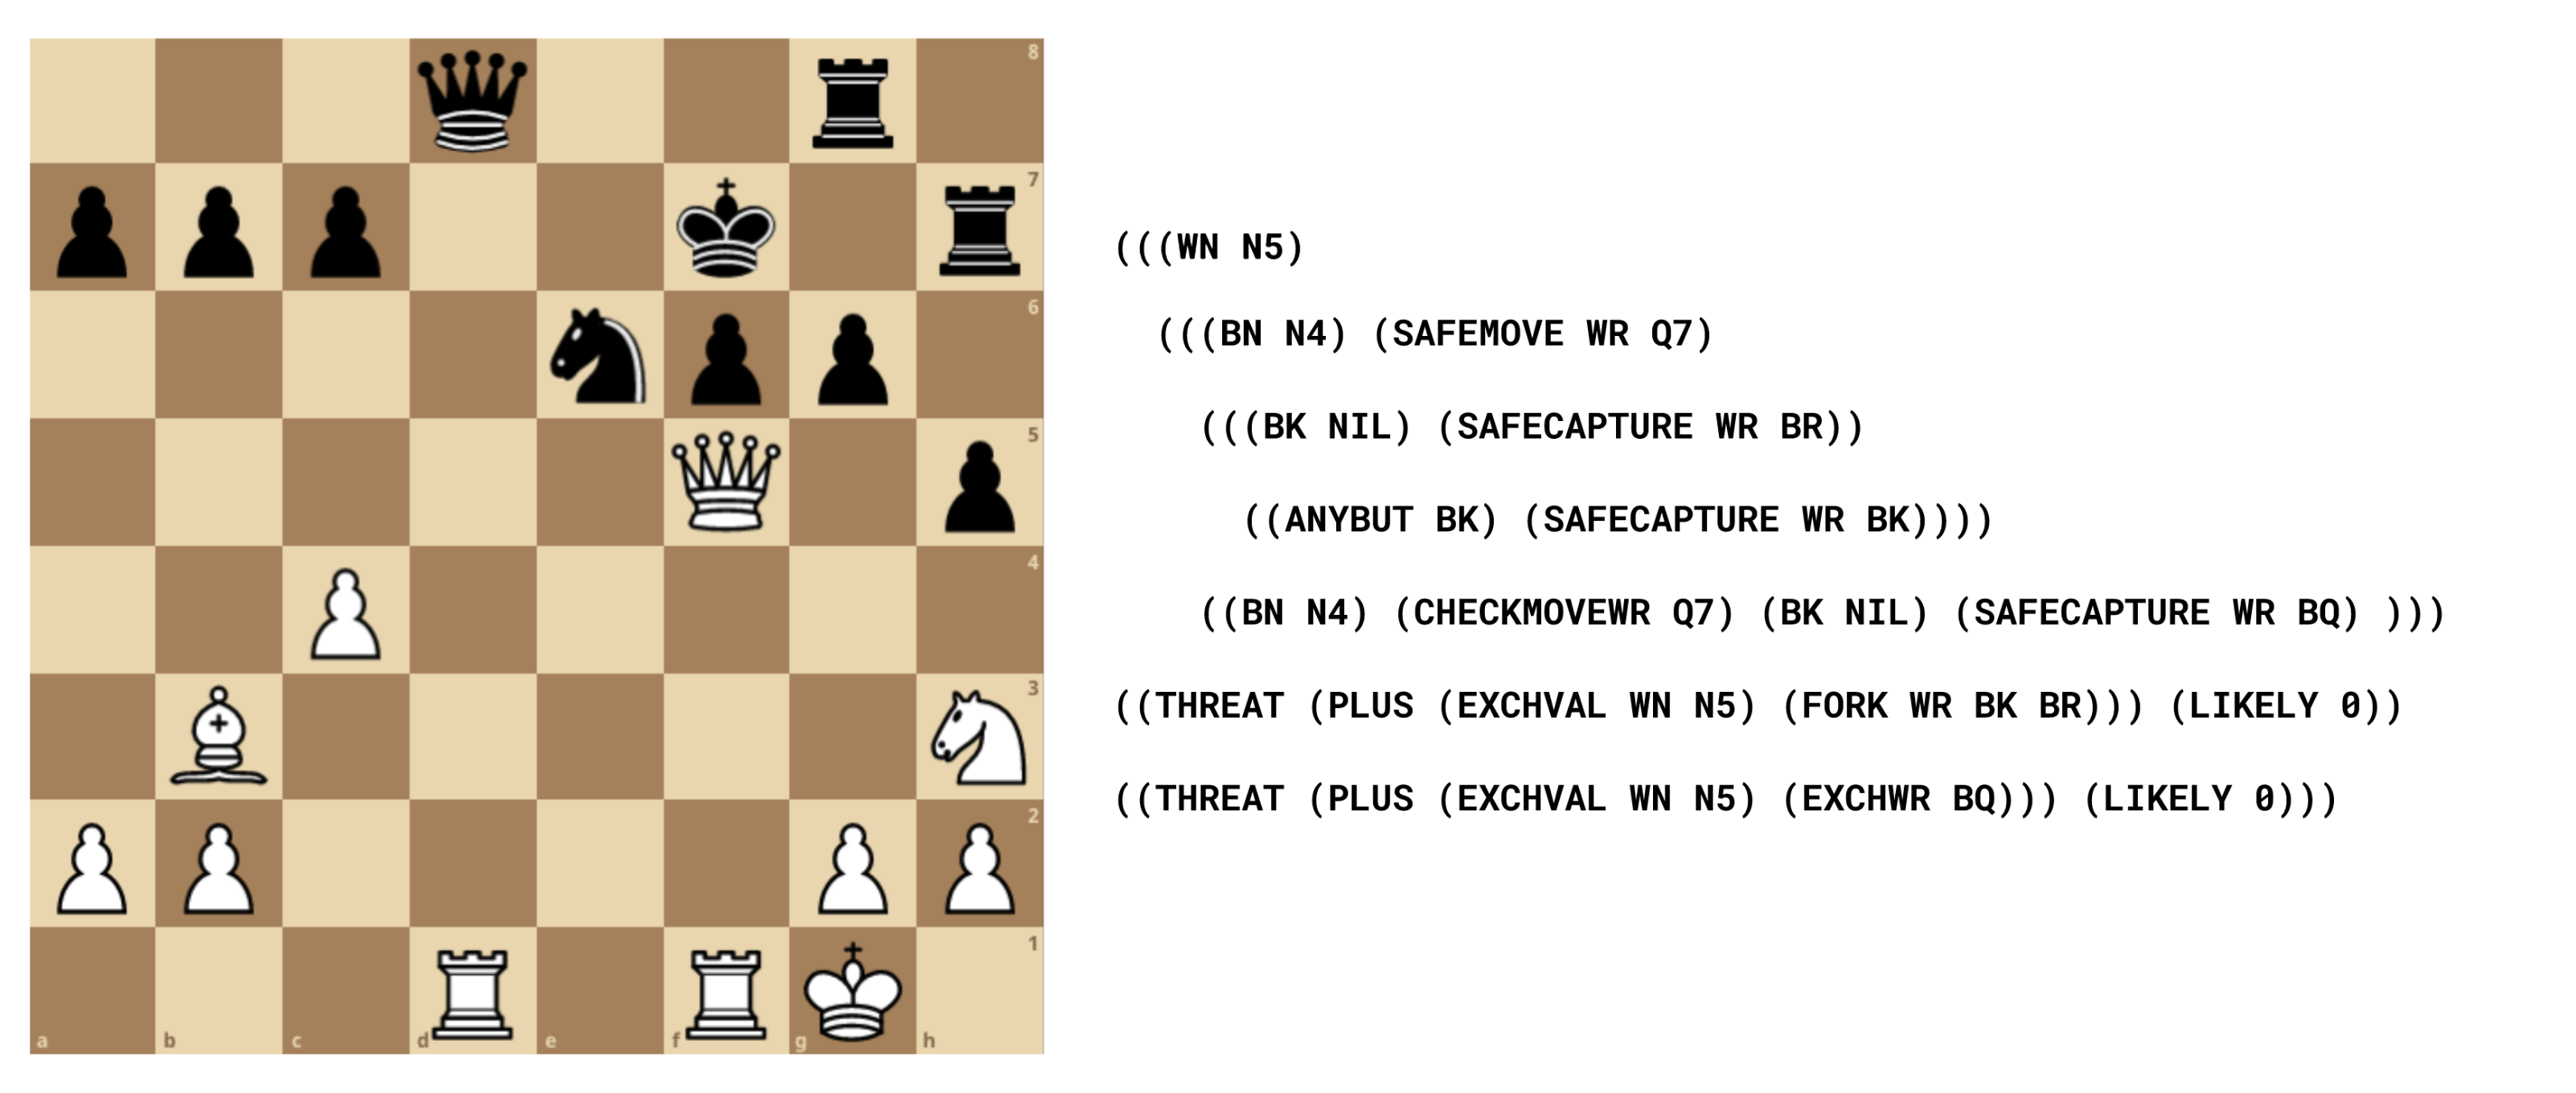 8
7
6
5
4
3
2
1
a b c d e f g h
(((WN N5)
(((BN N4) (SAFEMOVE WR Q7)
(((BK NIL) (SAFECAPTURE WR BR))
((ANYBUT BK) (SAFECAPTURE WR BK))))
((BN N4) (CHECKMOVEWR Q7) (BK NIL) (SAFECAPTURE WR BQ) )))
((THREAT (PLUS (EXCHVAL WN N5) (FORK WR BK BR))) (LIKELY 0))
((THREAT (PLUS (EXCHVAL WN N5) (EXCHWR BQ))) (LIKELY 0)))